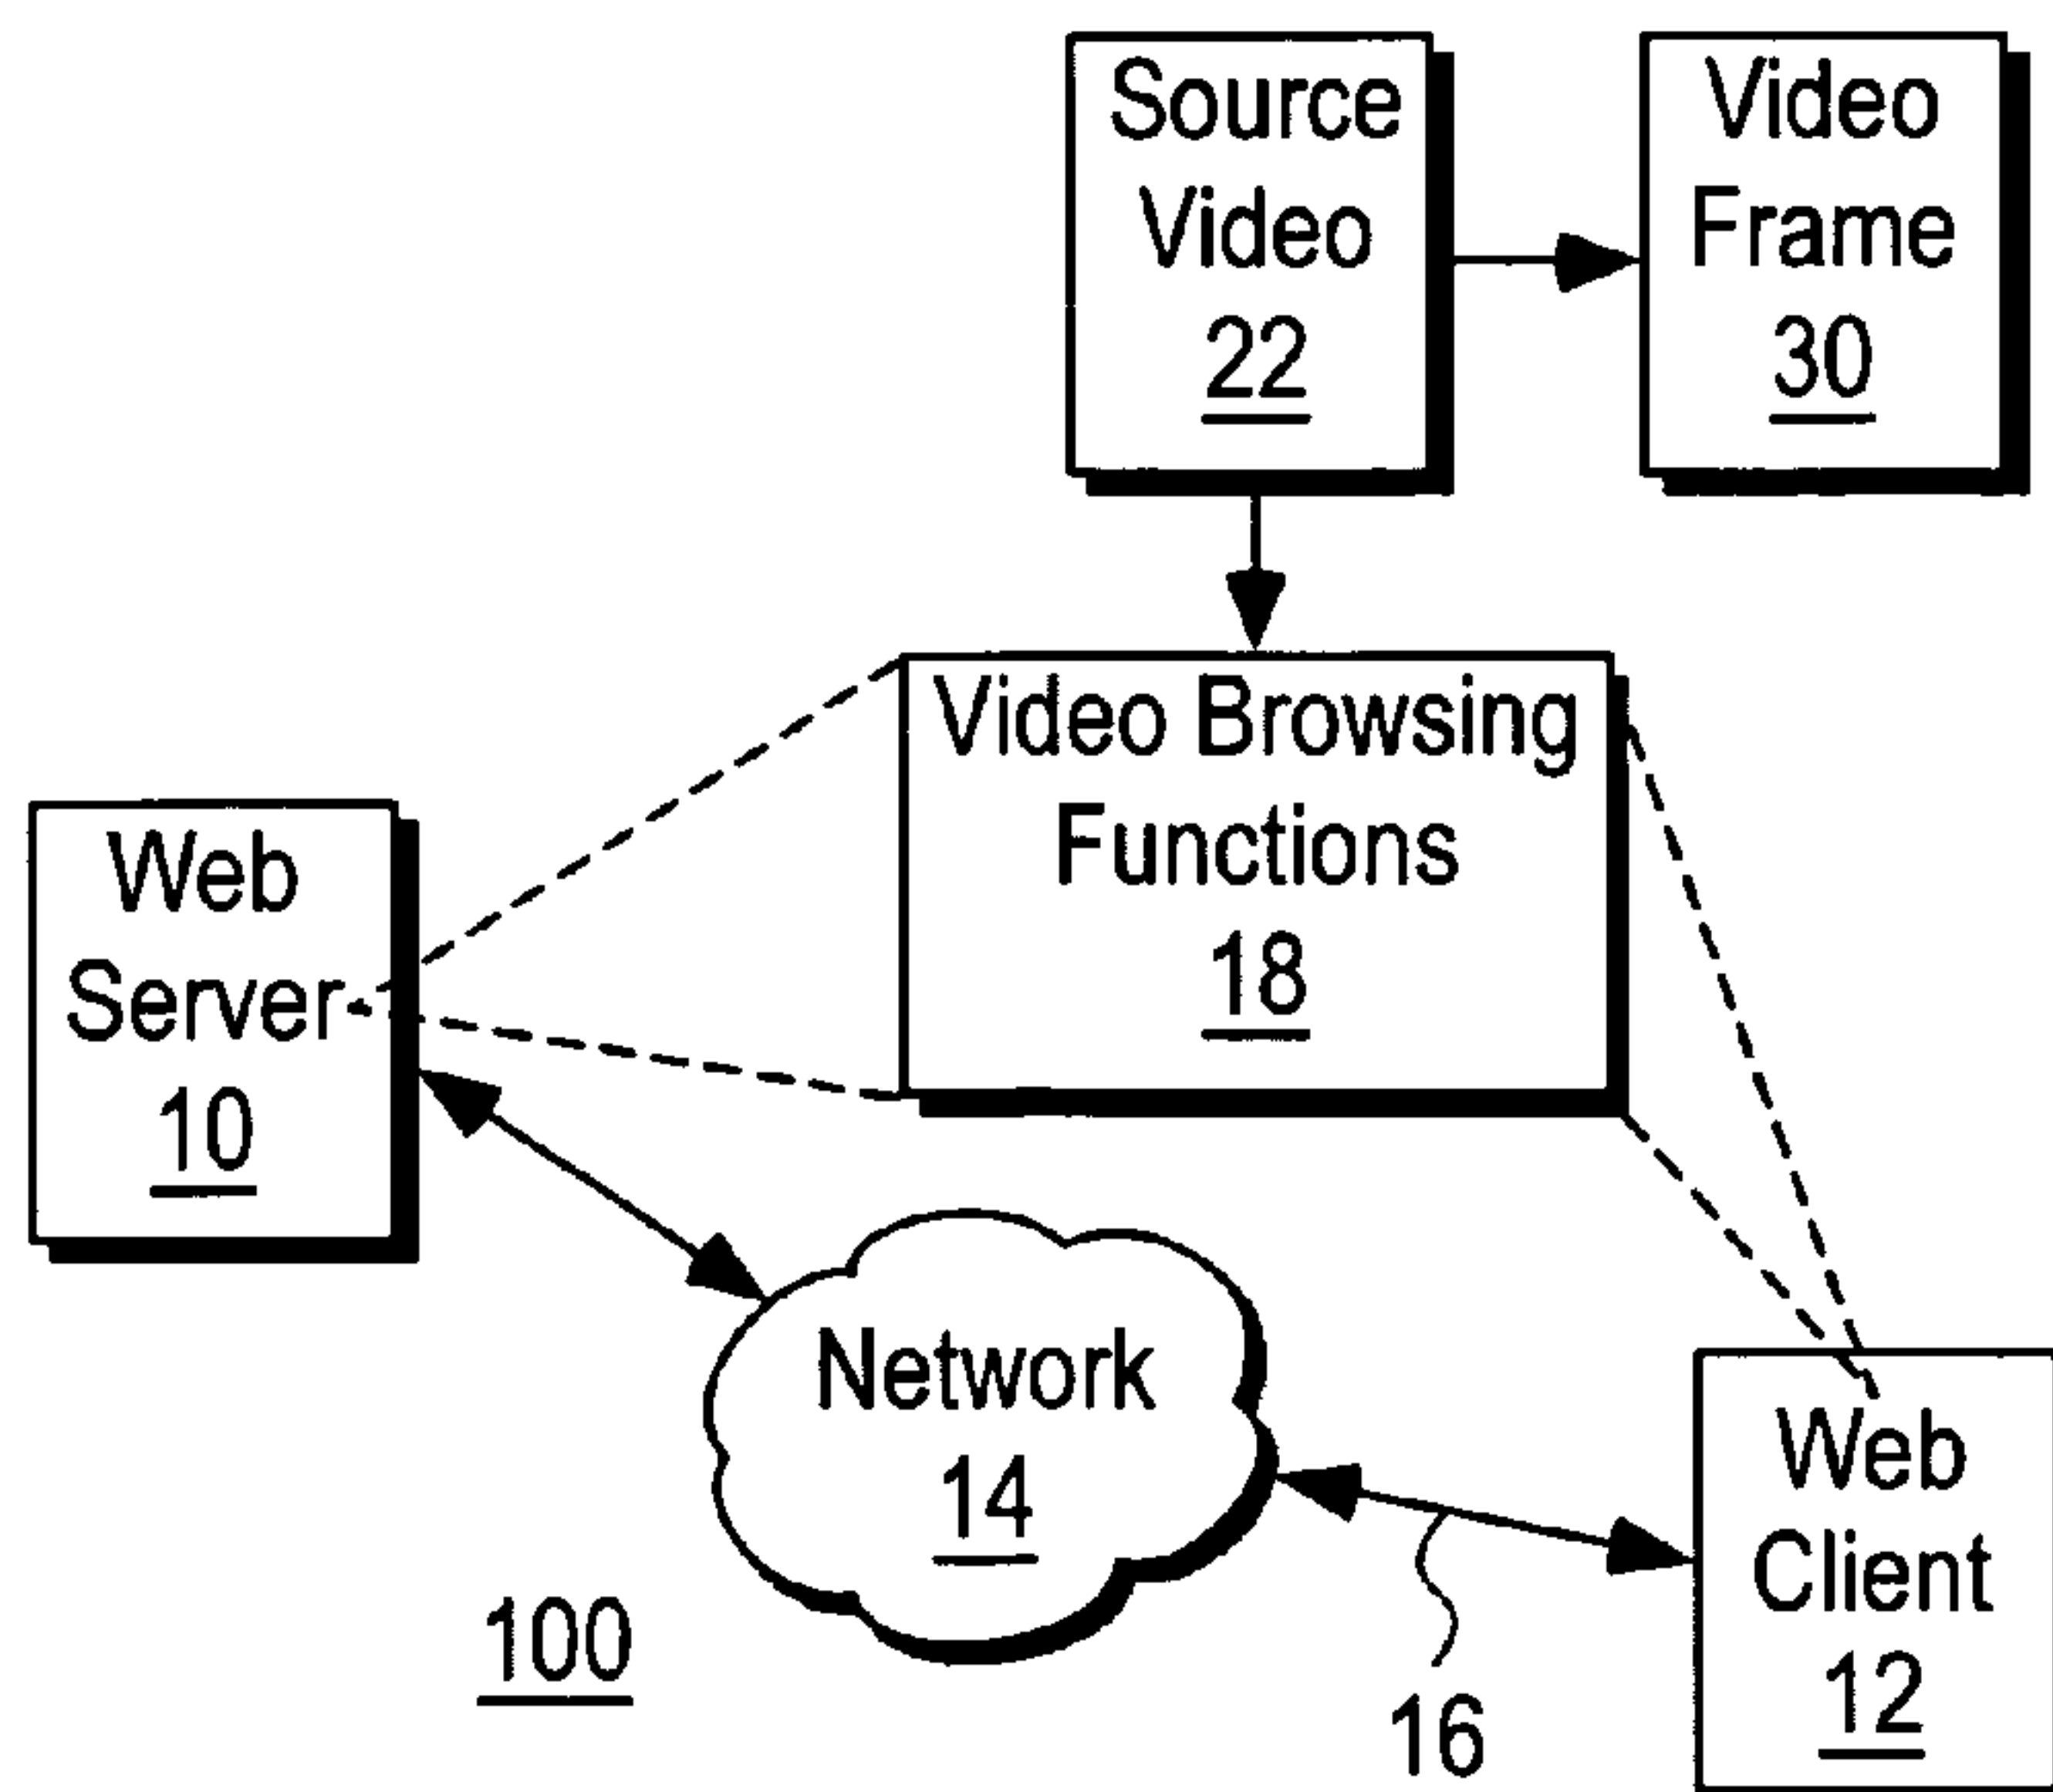 Source
Video
22
Video
Frame
30
Video Browsing
Functions
18
Web
Server
10
Network
14
100
16
Web
Client
12